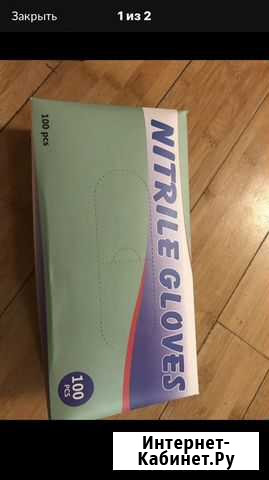 Закрыть
1 из 2
100 pcs
NITRILE GLOVES
100
PCS
Интернет-
Кабинет.Ру